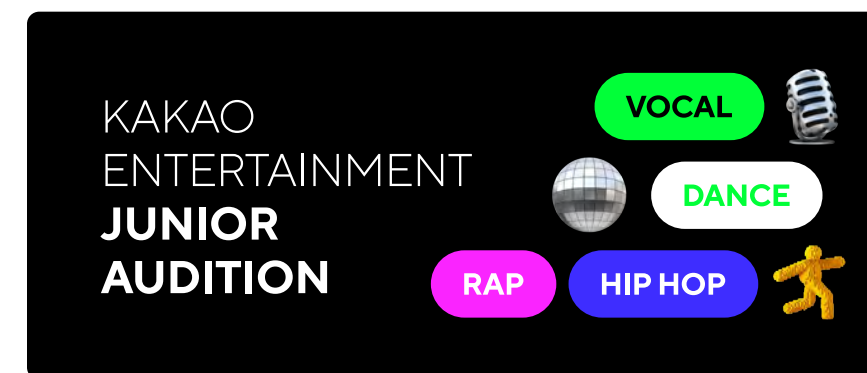 KAKAO
ENTERTAINMENT
JUNIOR
AUDITION
VOCAL
DANCE
RAP
HIP HOP